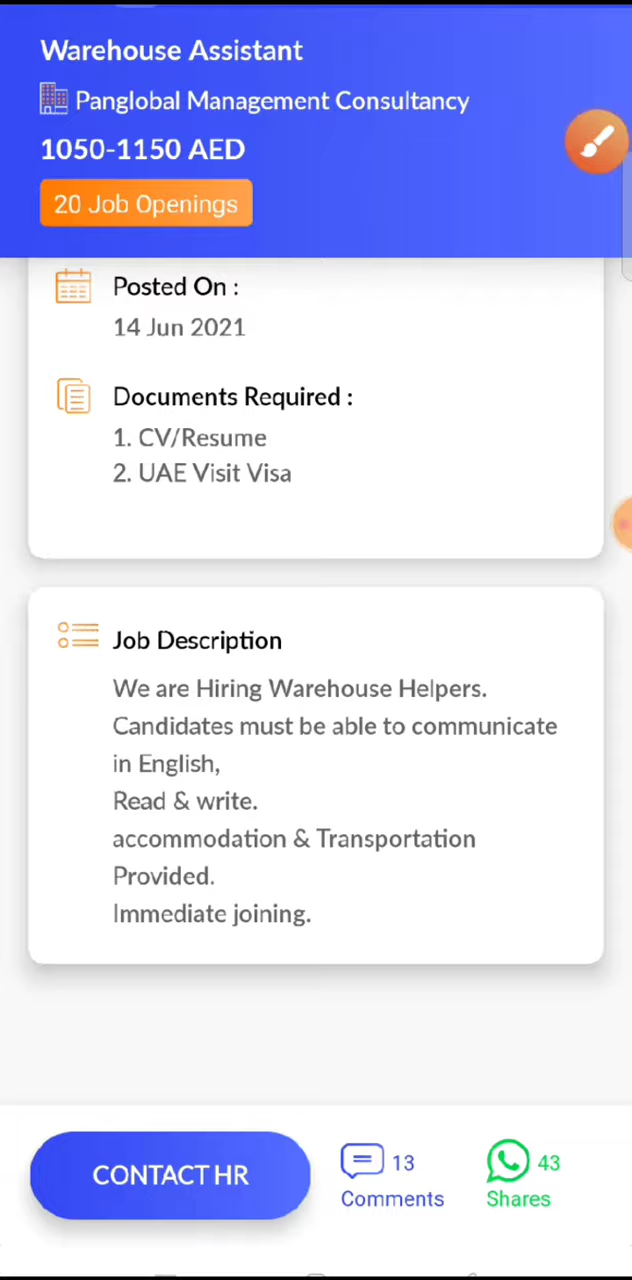 Warehouse Assistant
Panglobal Management Consultancy
1050-1150 AED
20 Job Openings
Posted On :
14 Jun 2021
Documents Required :
1. CV/Resume
2. UAE Visit Visa
Job Description
We are Hiring Warehouse Helpers.
Candidates must be able to communicate
in English,
Read & write.
accommodation & Transportation
Provided.
Immediate joining.
CONTACT HR
13
Comments
43
Shares